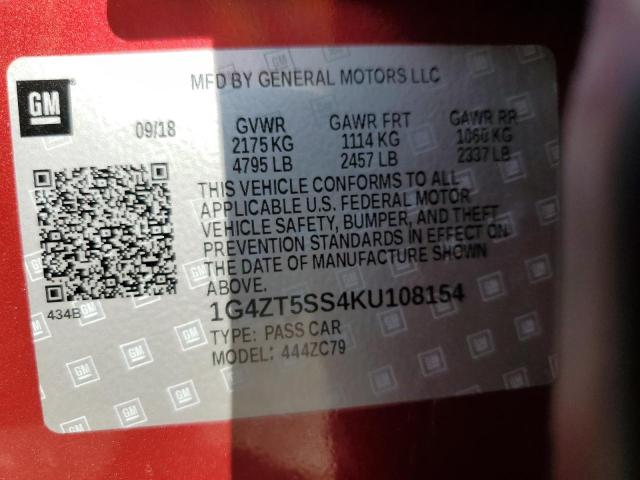 GM
MFD BY GENERAL MOTORS LLC
09/18
GVWR GAWR FRT GAWR RR
2175 KG 1114 KG 1060 KG
4795 LB 2457 LB 2337 LB
THIS VEHICLE CONFORMS TO ALL
APPLICABLE U.S. FEDERAL MOTOR
VEHICLE SAFETY, BUMPER, AND THEFT
PREVENTION STANDARDS IN EFFECT ON
THE DATE OF MANUFACTURE SHOWN
ABOVE.
434B
1G4ZT5SS4KU108154
TYPE: PASS CAR
MODEL: 444ZC79